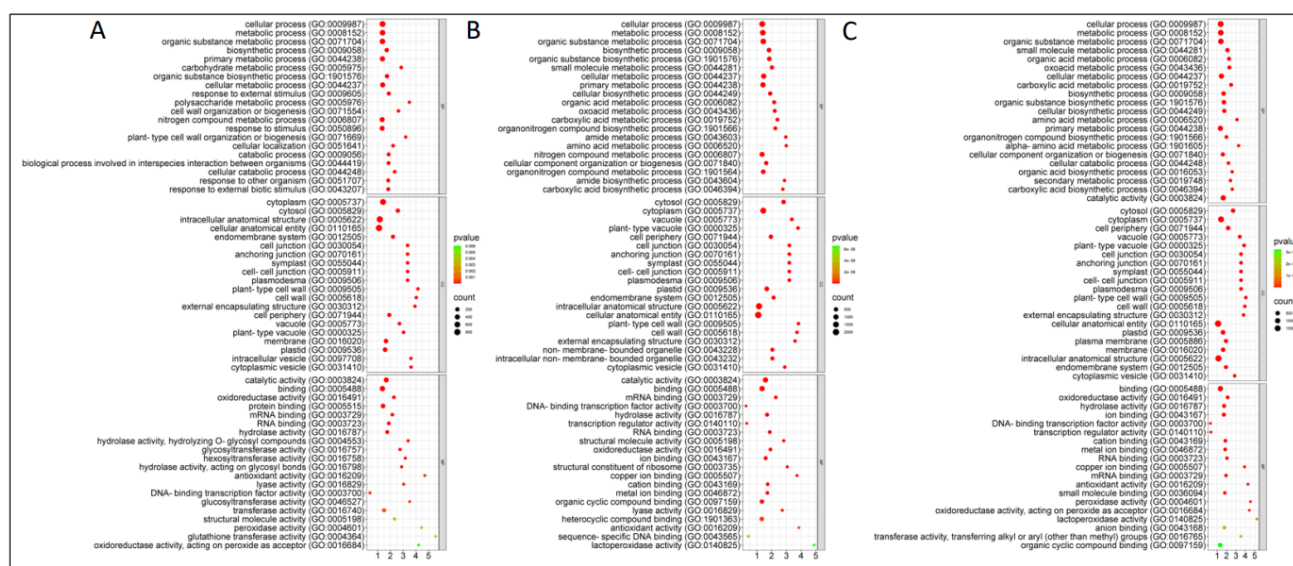 A
cellular process (GO:0009987)
metabolic process (GO:0008152)
organic substance metabolic process (GO:0071704)
biosynthetic process (GO:0009058)
primary metabolic process (GO:0044238)
carbohydrate metabolic process (GO:0005975)
organic substance biosynthetic process (GO:1901576)
cellular metabolic process (GO:0044237)
response to external stimulus (GO:0009605)
polysaccharide metabolic process (GO:0005976)
cell wall organization or biogenesis (GO:0071554)
nitrogen compound metabolic process (GO:0006807)
response to stimulus (GO:0050896)
plant- type cell wall organization or biogenesis (GO:0071669)
cellular localization (GO:0051641)
catabolic process (GO:0009056)
biological process involved in interspecies interaction between organisms (GO:0044419)
cellular catabolic process (GO:0044248)
response to other organism (GO:0051707)
response to external biotic stimulus (GO:0043207)
cytoplasm (GO:0005737)
cytosol (GO:0005829)
intracellular anatomical structure (GO:0005622)
cellular anatomical entity (GO:0110165)
endomembrane system (GO:0012505)
cell junction (GO:0030054)
anchoring junction (GO:0070161)
symplast (GO:0055044)
cell- cell junction (GO:0005911)
plasmodesma (GO:0009506)
plant- type cell wall (GO:0009505)
cell wall (GO:0005618)
external encapsulating structure (GO:0030312)
cell periphery (GO:0071944)
vacuole (GO:0005773)
plant- type vacuole (GO:0000325)
membrane (GO:0016020)
plastid (GO:0009536)
intracellular vesicle (GO:0097708)
cytoplasmic vesicle (GO:0031410)
catalytic activity (GO:0003824)
binding (GO:0005488)
oxidoreductase activity (GO:0016491)
protein binding (GO:0005515)
mRNA binding (GO:0003729)
RNA binding (GO:0003723)
hydrolase activity (GO:0016787)
hydrolase activity, hydrolyzing O- glycosyl compounds (GO:0004553)
glycosyltransferase activity (GO:0016757)
hexosyltransferase activity (GO:0016758)
hydrolase activity, acting on glycosyl bonds (GO:0016798)
antioxidant activity (GO:0016209)
lyase activity (GO:0016829)
DNA- binding transcription factor activity (GO:0003700)
glucosyltransferase activity (GO:0046527)
transferase activity (GO:0016740)
structural molecule activity (GO:0005198)
peroxidase activity (GO:0004601)
glutathione transferase activity (GO:0004364)
oxidoreductase activity, acting on peroxide as acceptor (GO:0016684)
1 2 3 4 5
pvalue
count
B
cellular process (GO:0009987)
metabolic process (GO:0008152)
organic substance metabolic process (GO:0071704)
biosynthetic process (GO:0009058)
organic substance biosynthetic process (GO:1901576)
small molecule metabolic process (GO:0044281)
cellular metabolic process (GO:0044237)
primary metabolic process (GO:0044238)
cellular biosynthetic process (GO:0044249)
organic acid metabolic process (GO:0006082)
oxoacid metabolic process (GO:0043436)
carboxylic acid metabolic process (GO:0019752)
organonitrogen compound biosynthetic process (GO:1901566)
amide metabolic process (GO:0043603)
amino acid metabolic process (GO:0006520)
nitrogen compound metabolic process (GO:0006807)
cellular component organization or biogenesis (GO:0071840)
organonitrogen compound metabolic process (GO:1901564)
amide biosynthetic process (GO:0043604)
carboxylic acid biosynthetic process (GO:0046394)
cytosol (GO:0005829)
cytoplasm (GO:0005737)
vacuole (GO:0005773)
plant- type vacuole (GO:0000325)
cell periphery (GO:0071944)
cell junction (GO:0030054)
anchoring junction (GO:0070161)
symplast (GO:0055044)
cell- cell junction (GO:0005911)
plasmodesma (GO:0009506)
plastid (GO:0009536)
endomembrane system (GO:0012505)
intracellular anatomical structure (GO:0005622)
cellular anatomical entity (GO:0110165)
plant- type cell wall (GO:0009505)
cell wall (GO:0005618)
external encapsulating structure (GO:0030312)
non- membrane- bounded organelle (GO:0043228)
intracellular non- membrane- bounded organelle (GO:0043232)
cytoplasmic vesicle (GO:0031410)
catalytic activity (GO:0003824)
binding (GO:0005488)
mRNA binding (GO:0003729)
DNA- binding transcription factor activity (GO:0003700)
hydrolase activity (GO:0016787)
transcription regulator activity (GO:0140110)
RNA binding (GO:0003723)
structural molecule activity (GO:0005198)
oxidoreductase activity (GO:0016491)
ion binding (GO:0043167)
structural constituent of ribosome (GO:0003735)
copper ion binding (GO:0005507)
cation binding (GO:0043169)
metal ion binding (GO:0046872)
organic cyclic compound binding (GO:0097159)
lyase activity (GO:0016829)
heterocyclic compound binding (GO:1901363)
antioxidant activity (GO:0016209)
sequence- specific DNA binding (GO:0043565)
lactoperoxidase activity (GO:0140825)
1 2 3 4 5
pvalue
count
C
cellular process (GO:0009987)
metabolic process (GO:0008152)
organic substance metabolic process (GO:0071704)
small molecule metabolic process (GO:0044281)
organic acid metabolic process (GO:0006082)
oxoacid metabolic process (GO:0043436)
cellular metabolic process (GO:0044237)
carboxylic acid metabolic process (GO:0019752)
biosynthetic process (GO:0009058)
organic substance biosynthetic process (GO:1901576)
cellular biosynthetic process (GO:0044249)
amino acid metabolic process (GO:0006520)
primary metabolic process (GO:0044238)
organonitrogen compound biosynthetic process (GO:1901566)
alpha- amino acid metabolic process (GO:1901605)
cellular component organization or biogenesis (GO:0071840)
cellular catabolic process (GO:0044248)
organic acid biosynthetic process (GO:0016053)
secondary metabolic process (GO:0019748)
carboxylic acid biosynthetic process (GO:0046394)
catalytic activity (GO:0003824)
cytosol (GO:0005829)
cytoplasm (GO:0005737)
cell periphery (GO:0071944)
vacuole (GO:0005773)
plant- type vacuole (GO:0000325)
cell junction (GO:0030054)
anchoring junction (GO:0070161)
symplast (GO:0055044)
cell- cell junction (GO:0005911)
plasmodesma (GO:0009506)
plant- type cell wall (GO:0009505)
cell wall (GO:0005618)
external encapsulating structure (GO:0030312)
cellular anatomical entity (GO:0110165)
plastid (GO:0009536)
plasma membrane (GO:0005886)
membrane (GO:0016020)
intracellular anatomical structure (GO:0005622)
endomembrane system (GO:0012505)
cytoplasmic vesicle (GO:0031410)
binding (GO:0005488)
oxidoreductase activity (GO:0016491)
hydrolase activity (GO:0016787)
ion binding (GO:0043167)
DNA- binding transcription factor activity (GO:0003700)
transcription regulator activity (GO:0140110)
cation binding (GO:0043169)
metal ion binding (GO:0046872)
RNA binding (GO:0003723)
copper ion binding (GO:0005507)
mRNA binding (GO:0003729)
antioxidant activity (GO:0016209)
small molecule binding (GO:0036094)
peroxidase activity (GO:0004601)
oxidoreductase activity, acting on peroxide as acceptor (GO:0016684)
lactoperoxidase activity (GO:0140825)
anion binding (GO:0043168)
transferase activity, transferring alkyl or aryl (other than methyl) groups (GO:0016765)
organic cyclic compound binding (GO:0097159)
1 2 3 4 5
pvalue
count